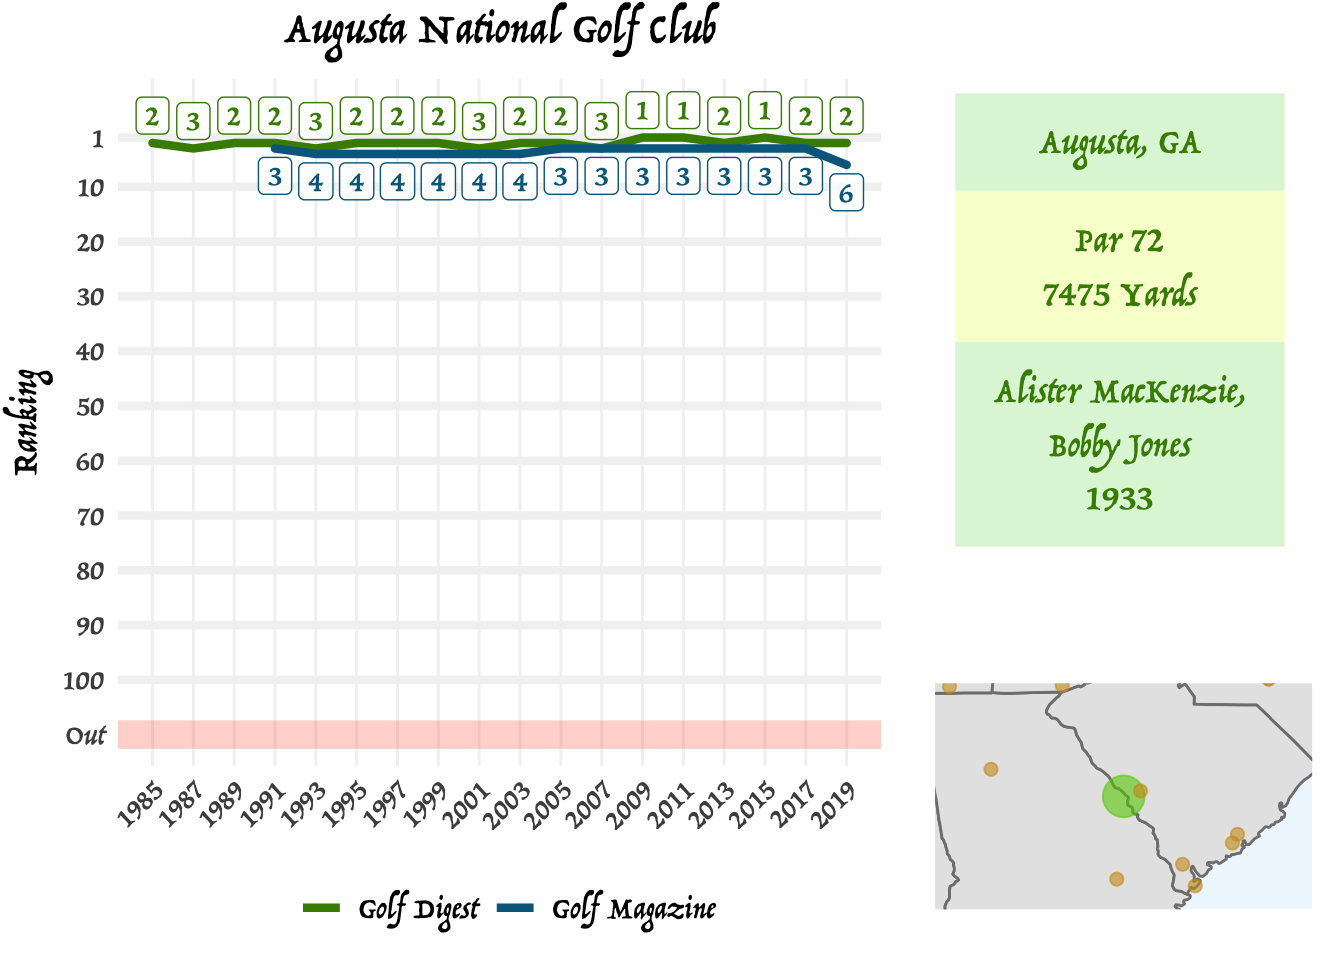 Augusta National Golf Club
2 3 2 2 3 2 2 2 3 2 2 3 1 1 2 1 2 2
3 4 4 4 4 4 4 3 3 3 3 3 3 3 6
Ranking
1
10
20
30
40
50
60
70
80
90
100
Out
1985 1987 1989 1991 1993 1995 1997 1999 2001 2003 2005 2007 2009 2011 2013 2015 2017 2019
Golf Digest Golf Magazine
Augusta, GA
Par 72
7475 Yards
Alister MacKenzie,
Bobby Jones
1933